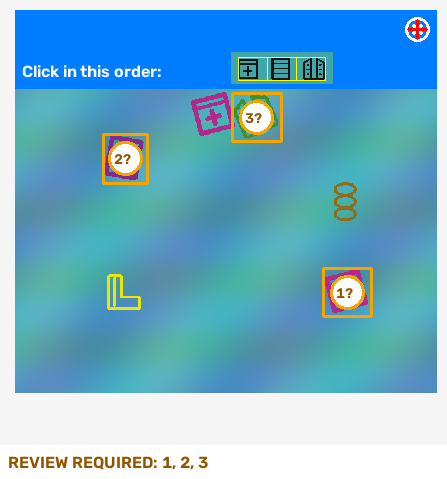 Click in this order:
3?
2?
1?
REVIEW REQUIRED: 1, 2, 3